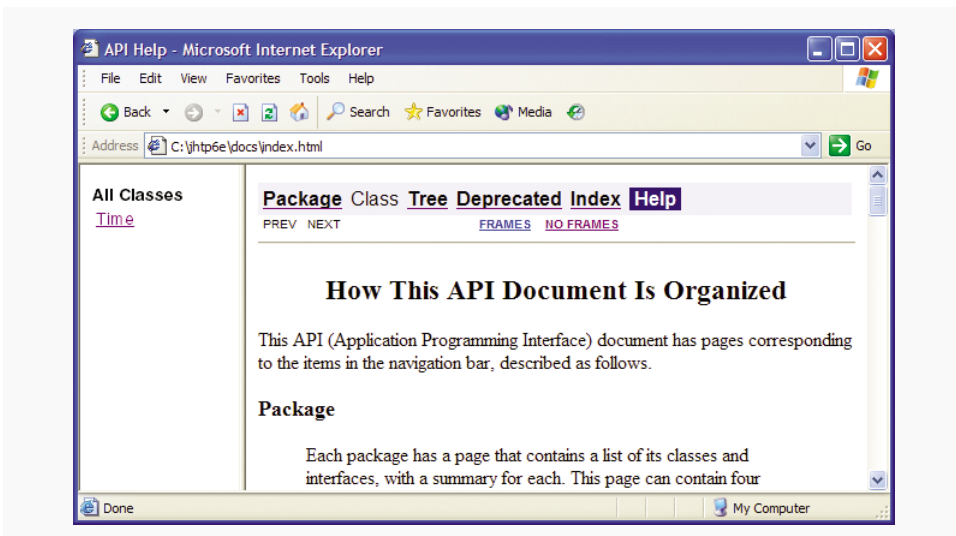 API Help - Microsoft Internet Explorer
File Edit View Favorites Tools Help
Back Search Favorites Media
Address C:\jhtp6e\docs\index.html Go
All Classes
Time
Package Class Tree Deprecated Index Help
PREV NEXT FRAMES NO FRAMES
How This API Document Is Organized
This API (Application Programming Interface) document has pages corresponding
to the items in the navigation bar, described as follows.
Package
Each package has a page that contains a list of its classes and
interfaces, with a summary for each. This page can contain four
Done My Computer